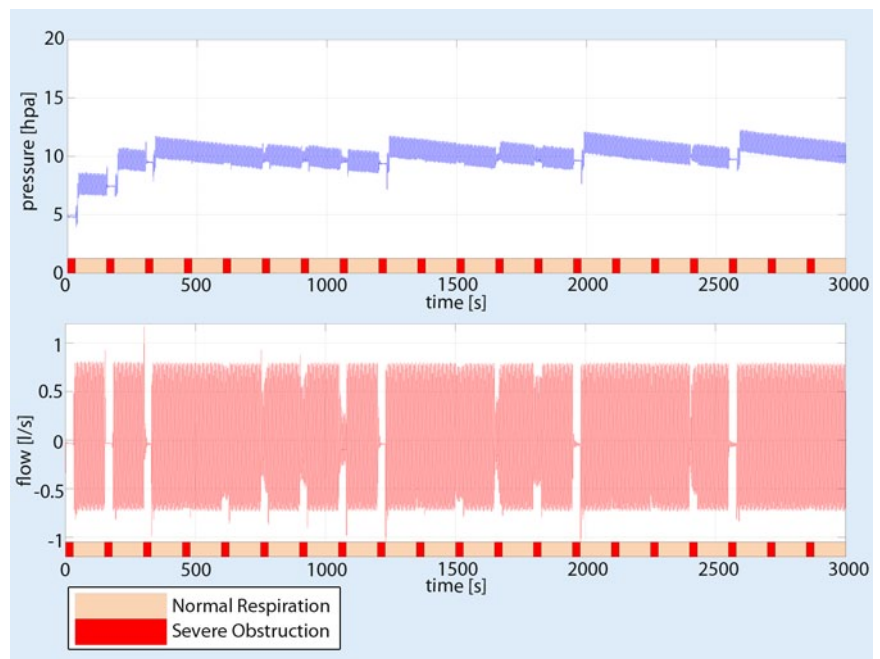 20
15
10
5
0
pressure [hpa]
0 500 1000 1500 2000 2500 3000
time [s]
1
0.5
0
-0.5
-1
flow [l/s]
0 500 1000 1500 2000 2500 3000
time [s]
Normal Respiration
Severe Obstruction